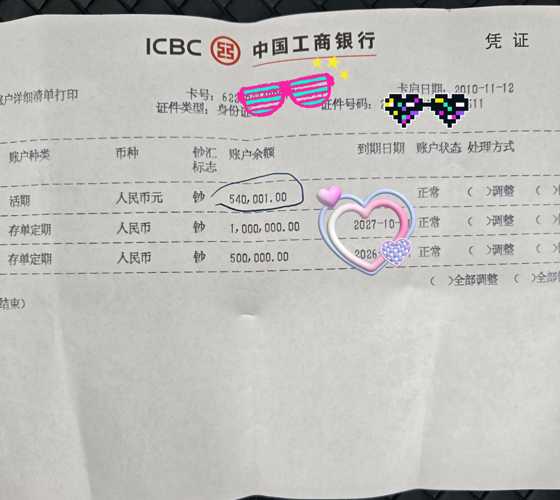 ICBC 中国工商银行 凭 证
账户详细清单打印 卡号: 卡启日期: 2010-11-12
证件类型: 身份证 证件号码:
账户种类 币种 钞汇标志 账户余额 到期日期 账户状态 处理方式
活期 人民币元 钞 540,001.00 正常 ( )调整 (
存单定期 人民币 钞 1,000,000.00 2027-10- 正常 ( )调整 (
存单定期 人民币 钞 500,000.00 2026 正常 ( )调整 (
( )全部调整 ( )全部
结束)